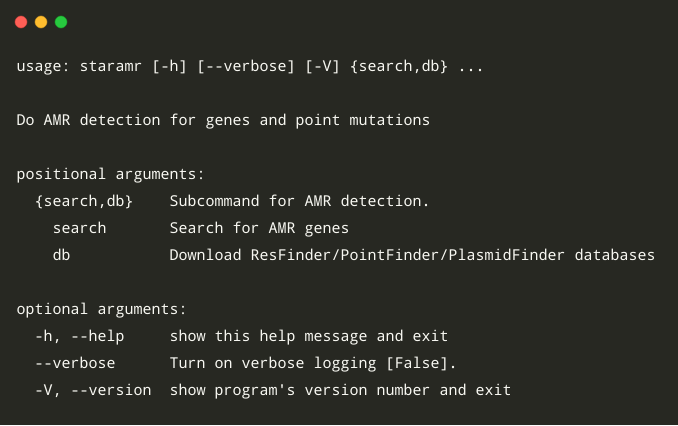 usage: staramr [-h] [--verbose] [-V] {search,db} ...
Do AMR detection for genes and point mutations
positional arguments:
{search,db} Subcommand for AMR detection.
search Search for AMR genes
db Download ResFinder/PointFinder/PlasmidFinder databases
optional arguments:
-h, --help show this help message and exit
--verbose Turn on verbose logging [False].
-V, --version show program's version number and exit